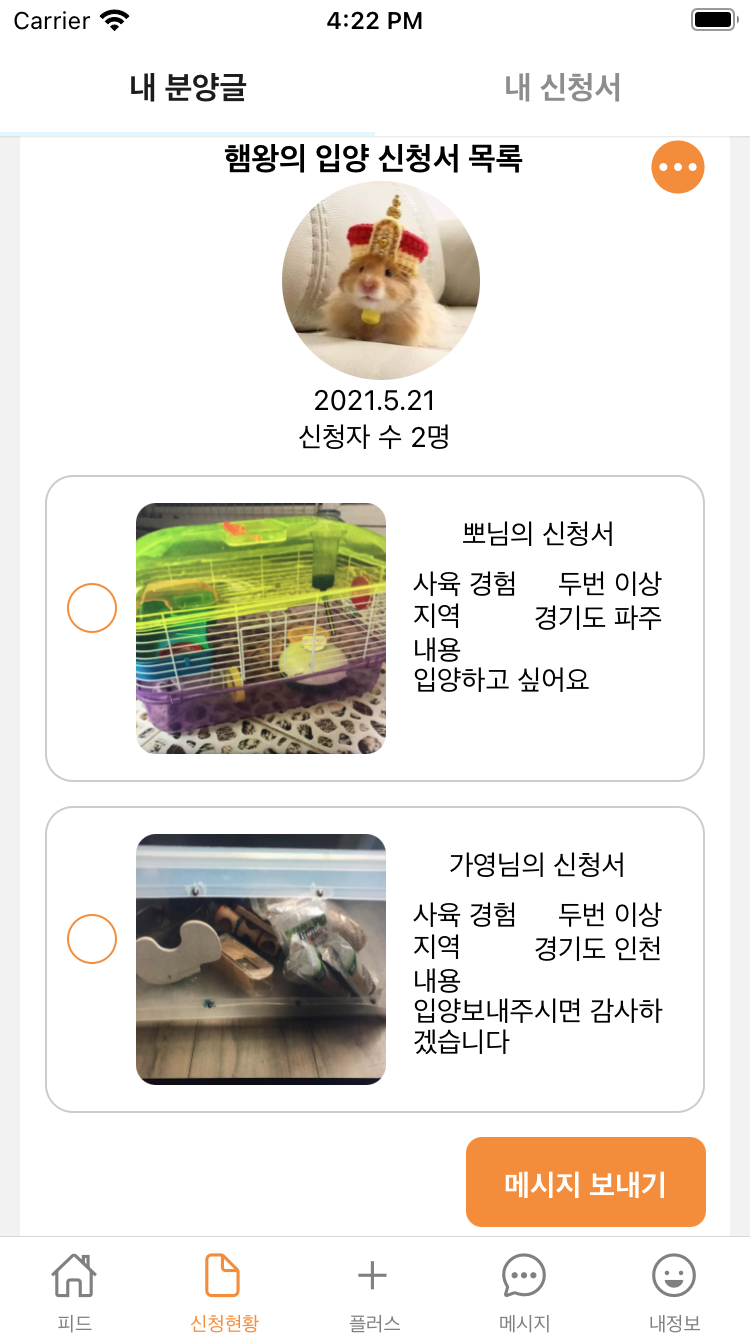 Carrier 4:22 PM
내 분양글 내 신청서
햄왕의 입양 신청서 목록
2021.5.21
신청자 수 2명
뽀님의 신청서
사육 경험 두번 이상
지역 경기도 파주
내용
입양하고 싶어요
가영님의 신청서
사육 경험 두번 이상
지역 경기도 인천
내용
입양보내주시면 감사하
겠습니다
메시지 보내기
피드 신청현황 플러스 메시지 내정보